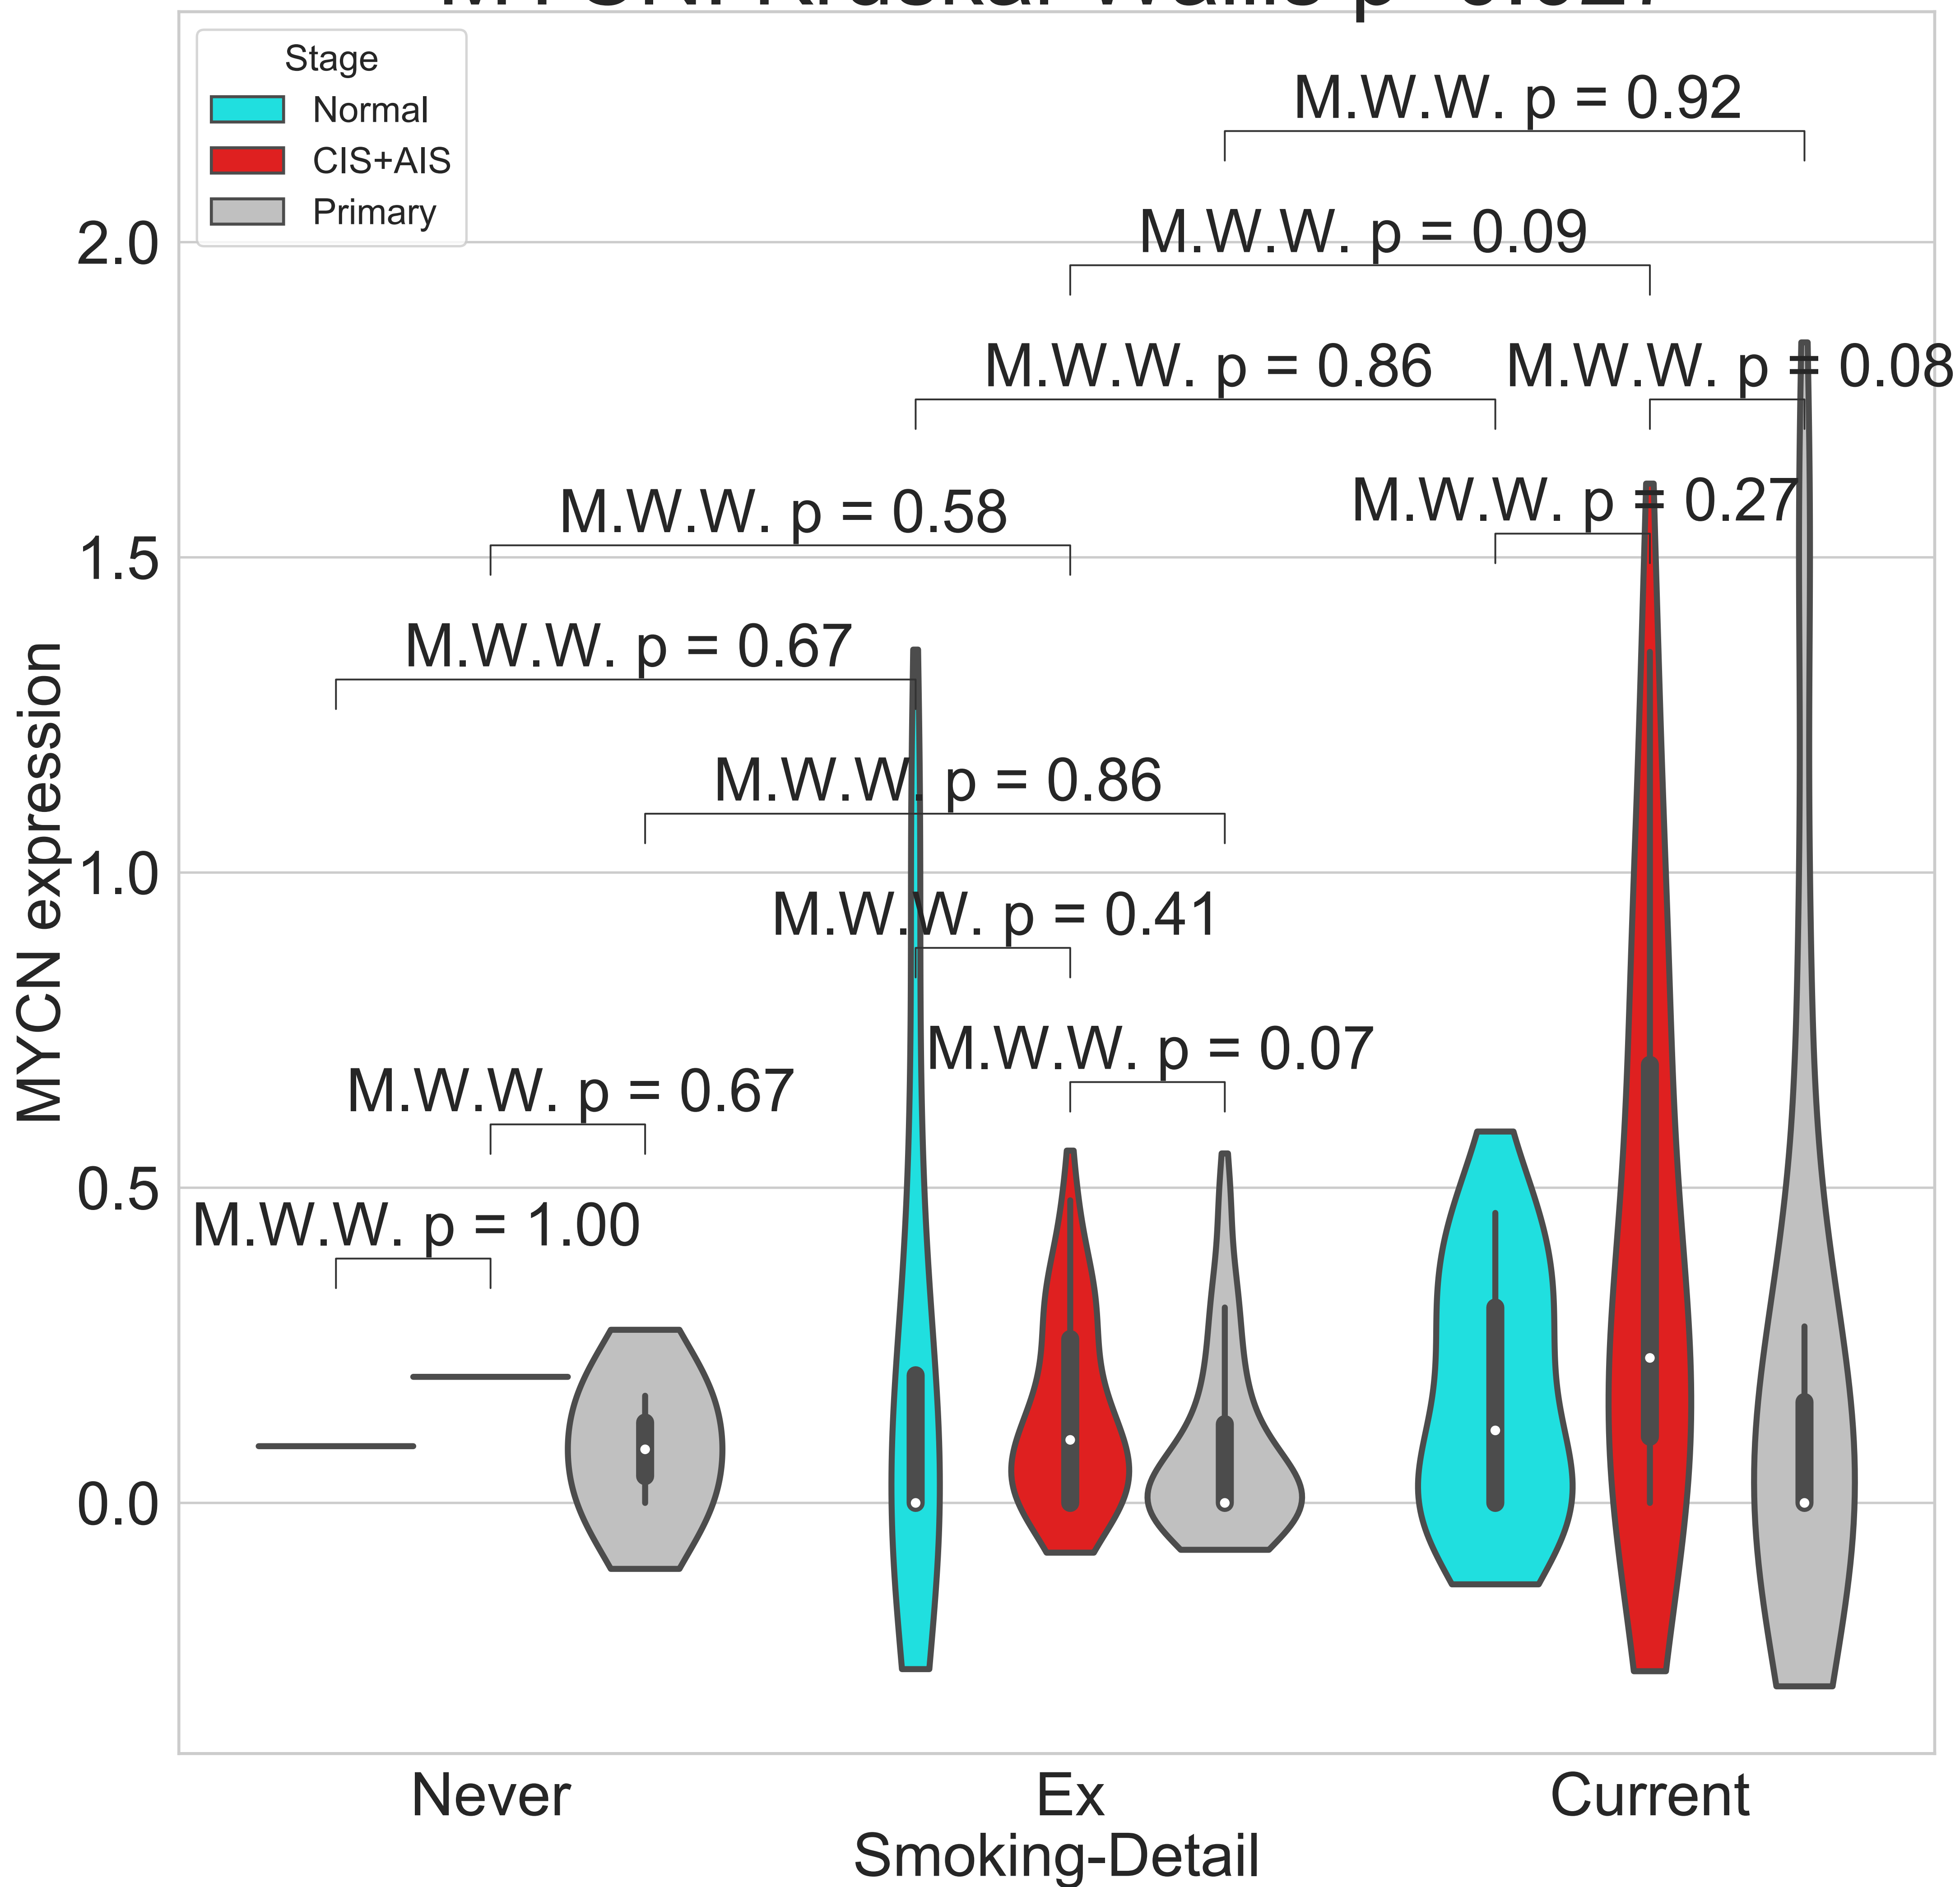 Stage
Normal
CIS+AIS
Primary
M.W.W. p = 0.92
M.W.W. p = 0.09
M.W.W. p = 0.86
M.W.W. p = 0.08
M.W.W. p = 0.58
M.W.W. p = 0.27
M.W.W. p = 0.67
M.W.W. p = 0.86
M.W.W. p = 0.41
M.W.W. p = 0.07
M.W.W. p = 0.67
M.W.W. p = 1.00
2.0
1.5
1.0
0.5
0.0
MYCN expression
Never
Ex
Current
Smoking-Detail